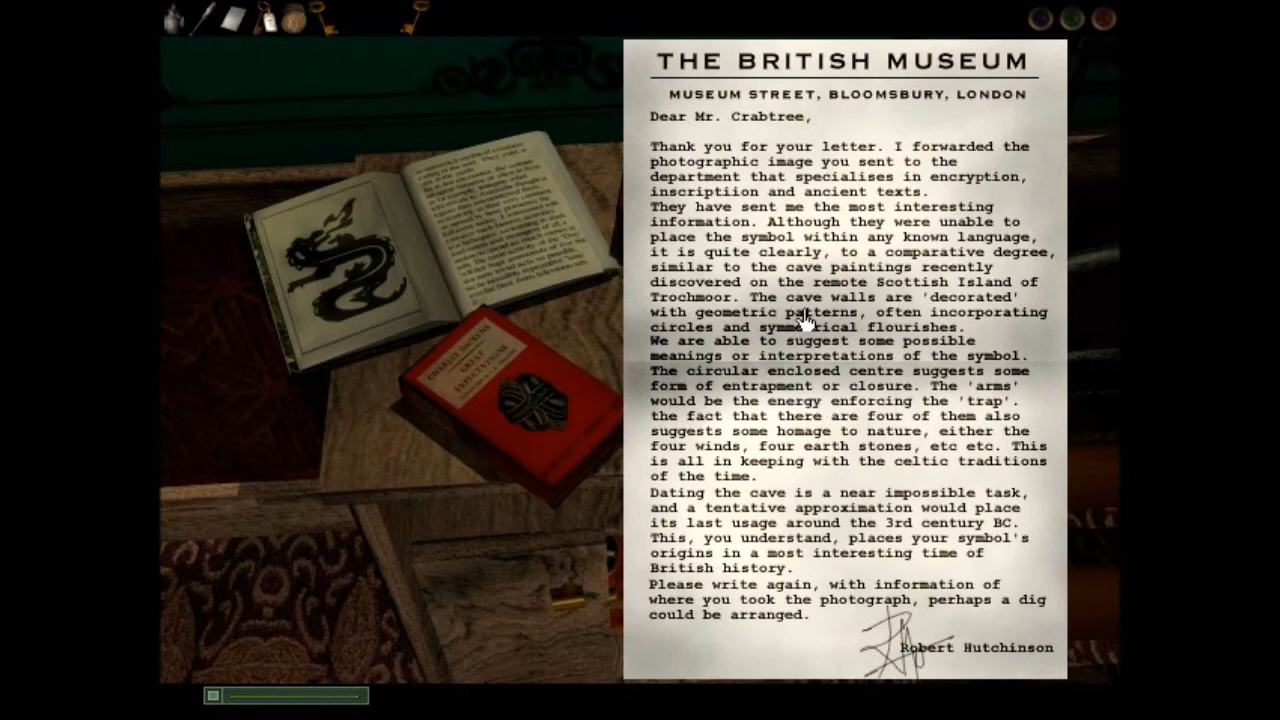 THE BRITISH MUSEUM
MUSEUM STREET, BLOOMSBURY, LONDON
Dear Mr. Crabtree,
Thank you for your letter. I forwarded the
photographic image you sent to the
department that specialises in encryption,
inscriptiion and ancient texts.
They have sent me the most interesting
information. Although they were unable to
place the symbol within any known language,
it is quite clearly, to a comparative degree,
similar to the cave paintings recently
discovered on the remote Scottish Island of
Trochmoor. The cave walls are 'decorated'
with geometric patterns, often incorporating
circles and symmetrical flourishes.
We are able to suggest some possible
meanings or interpretations of the symbol.
The circular enclosed centre suggests some
form of entrapment or closure. The 'arms'
would be the energy enforcing the 'trap'.
the fact that there are four of them also
suggests some homage to nature, either the
four winds, four earth stones, etc etc. This
is all in keeping with the celtic traditions
of the time.
Dating the cave is a near impossible task,
and a tentative approximation would place
its last usage around the 3rd century BC.
This, you understand, places your symbol's
origins in a most interesting time of
British history.
Please write again, with information of
where you took the photograph, perhaps a dig
could be arranged.
Robert Hutchinson
CHARLES DICKENS
GREAT
EXPECTATIONS